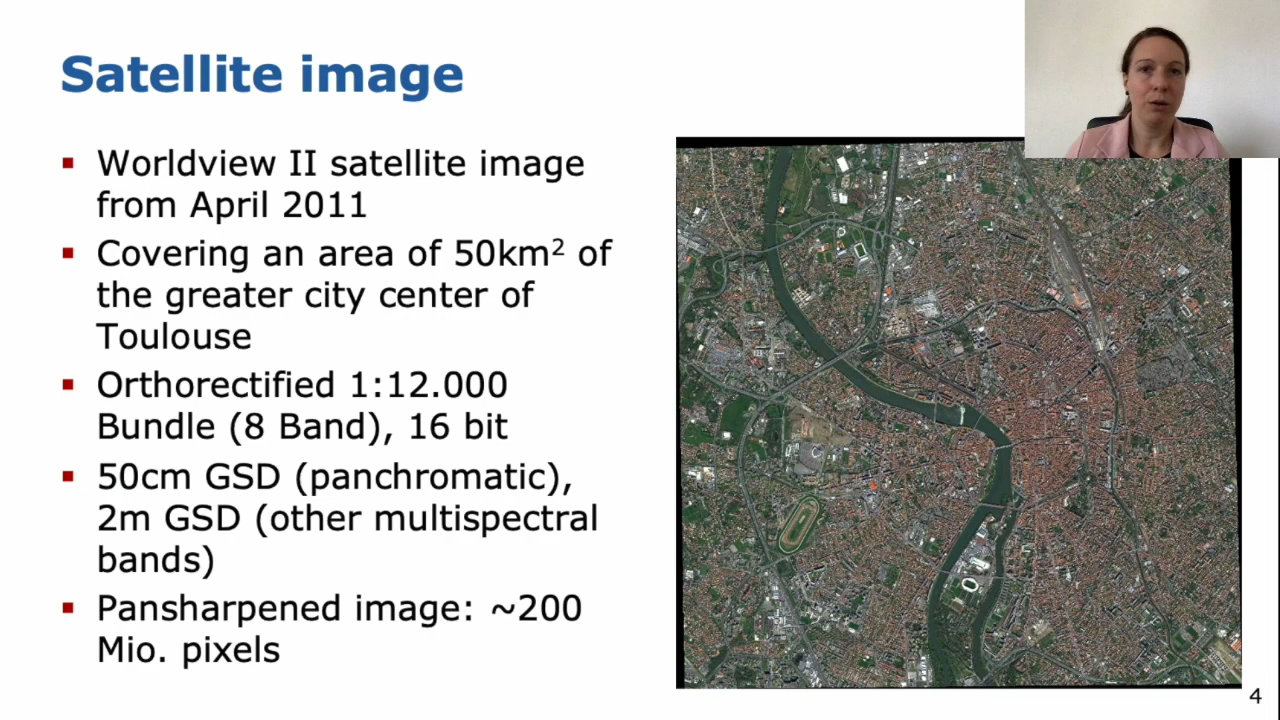 Satellite image
▪ Worldview II satellite image
from April 2011
▪ Covering an area of 50km² of
the greater city center of
Toulouse
▪ Orthorectified 1:12.000
Bundle (8 Band), 16 bit
▪ 50cm GSD (panchromatic),
2m GSD (other multispectral
bands)
▪ Pansharpened image: ~200
Mio. pixels
4